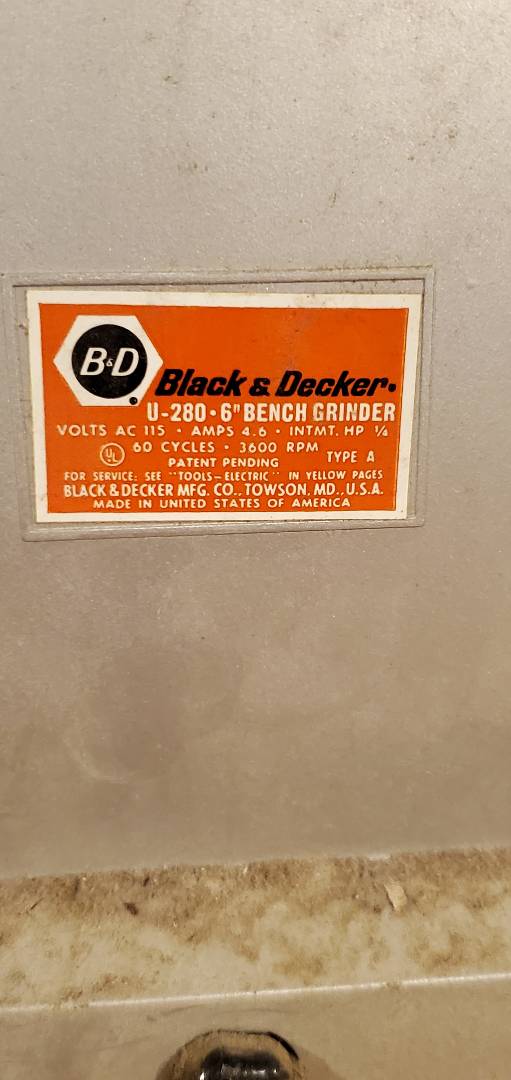 B&D
Black & Decker.
U-280 • 6" BENCH GRINDER
VOLTS AC 115 • AMPS 4.6 • INTMT. HP ¼
UL 60 CYCLES • 3600 RPM TYPE A
PATENT PENDING
FOR SERVICE: SEE "TOOLS-ELECTRIC" IN YELLOW PAGES
BLACK & DECKER MFG. CO., TOWSON, MD., U.S.A.
MADE IN UNITED STATES OF AMERICA